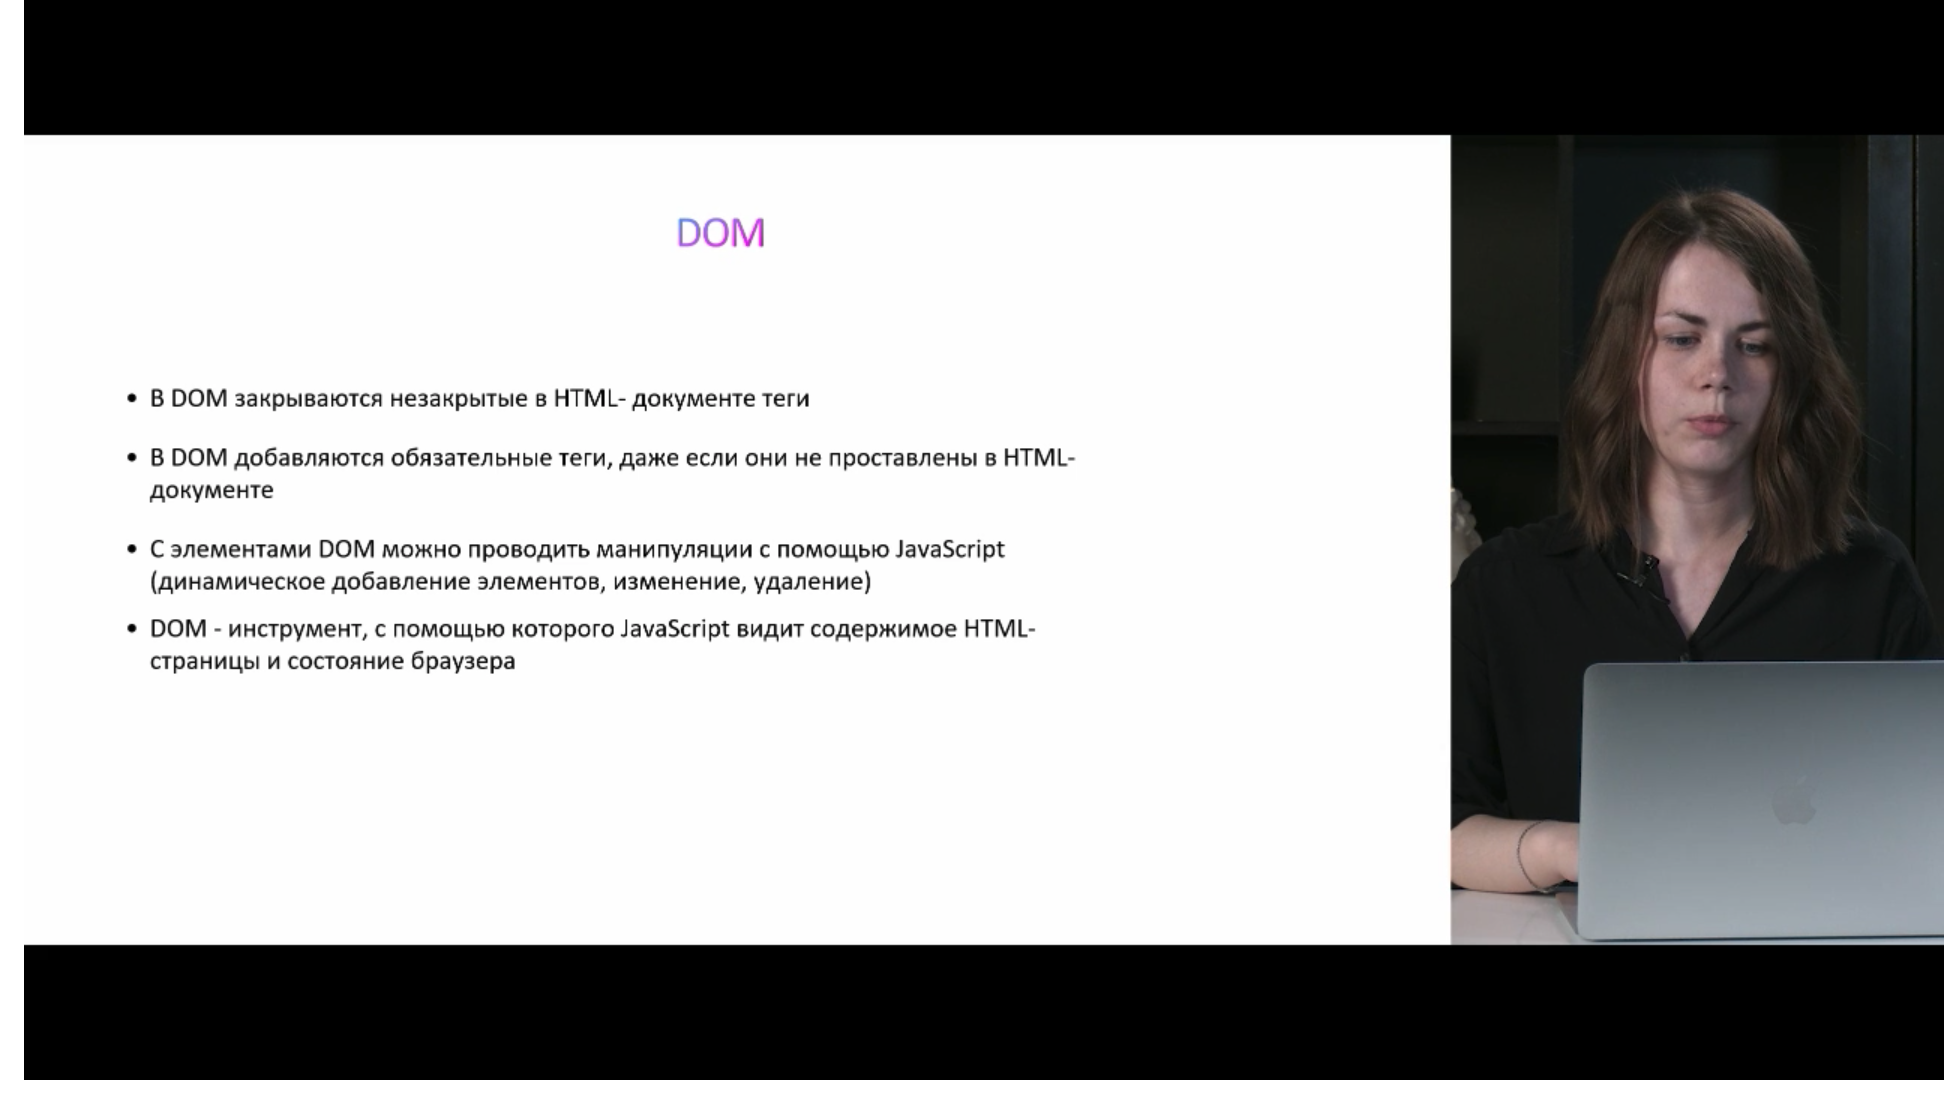 DOM
• В DOM закрываются незакрытые в HTML- документе теги
• В DOM добавляются обязательные теги, даже если они не проставлены в HTML-
документе
• С элементами DOM можно проводить манипуляции с помощью JavaScript
(динамическое добавление элементов, изменение, удаление)
• DOM - инструмент, с помощью которого JavaScript видит содержимое HTML-
страницы и состояние браузера